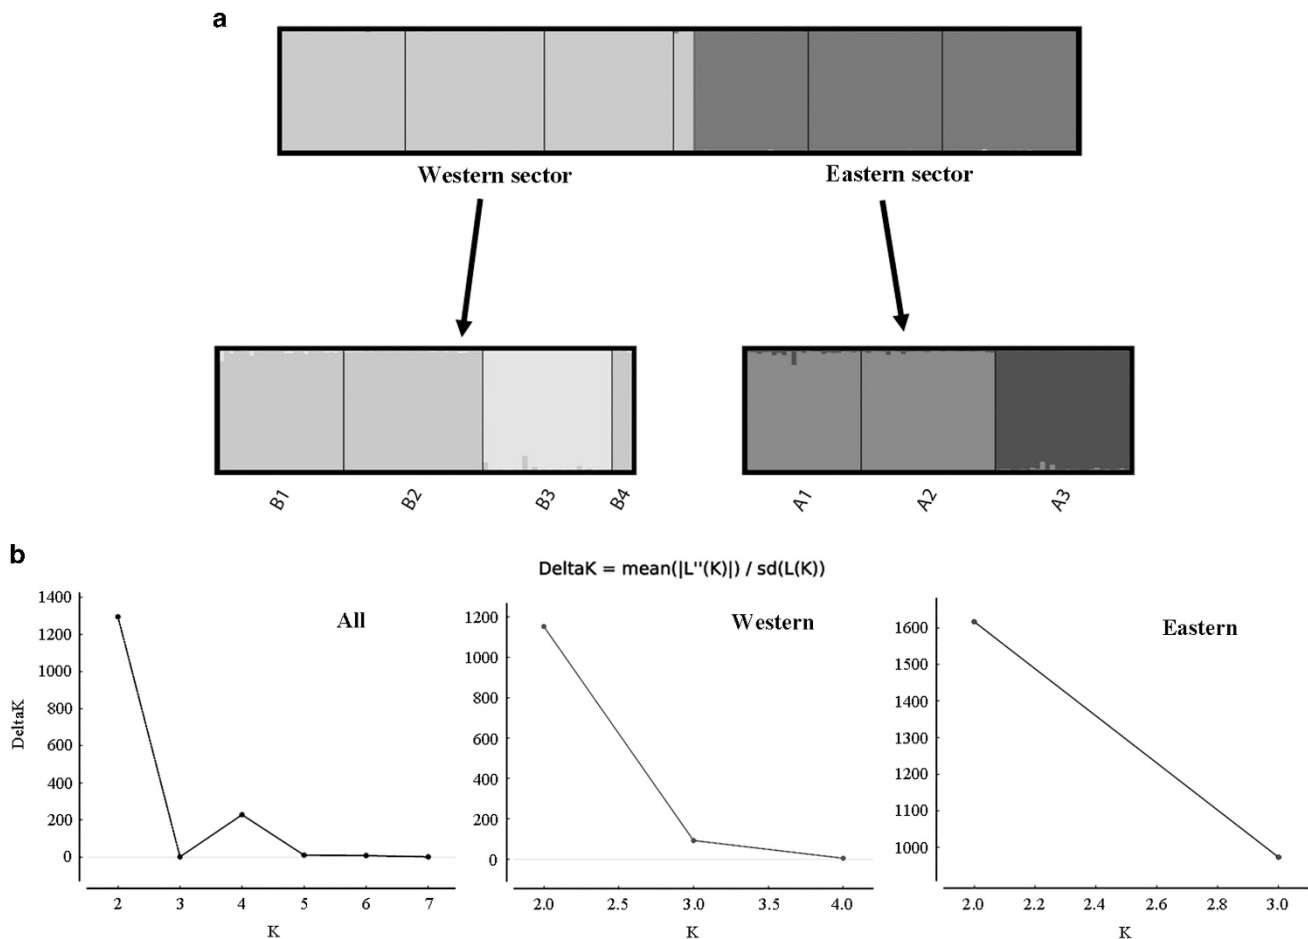 a
Western sector
Eastern sector
B1
B2
B3
B4
A1
A2
A3
b
DeltaK = mean(|L''(K)|) / sd(L(K))
All
DeltaK
1400
1200
1000
800
600
400
200
0
2 3 4 5 6 7
K
Western
1200
1000
800
600
400
200
0
2.0 2.5 3.0 3.5 4.0
K
Eastern
1600
1500
1400
1300
1200
1100
1000
2.0 2.2 2.4 2.6 2.8 3.0
K